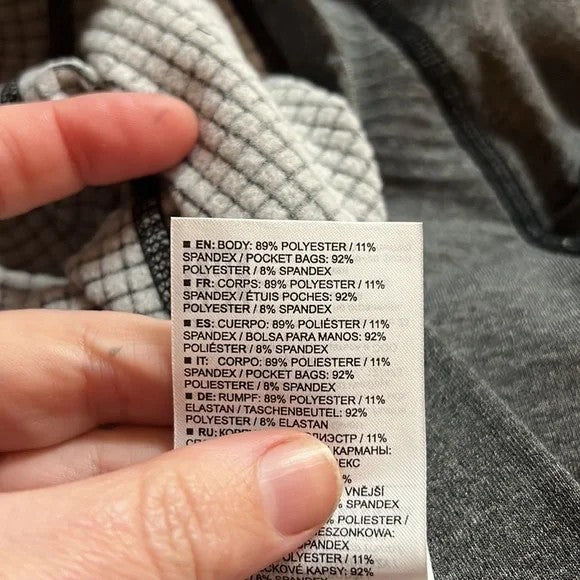 ■ EN: BODY: 89% POLYESTER / 11%
SPANDEX / POCKET BAGS: 92%
POLYESTER / 8% SPANDEX
■ FR: CORPS: 89% POLYESTER / 11%
SPANDEX / ÉTUIS POCHES: 92%
POLYESTER / 8% SPANDEX
■ ES: CUERPO: 89% POLIÉSTER / 11%
SPANDEX / BOLSA PARA MANOS: 92%
POLIÉSTER / 8% SPANDEX
■ IT: CORPO: 89% POLIESTERE / 11%
SPANDEX / POCKET BAGS: 92%
POLIESTERE / 8% SPANDEX
■ DE: RUMPF: 89% POLYESTER / 11%
ELASTAN / TASCHENBEUTEL: 92%
POLYESTER / 8% ELASTAN
■ RU: / 11%
КАРМАНЫ:
%
VNĚJŠÍ
SPANDEX
% POLIESTER /
/ 11%
92%
/ 8% SPANDEX